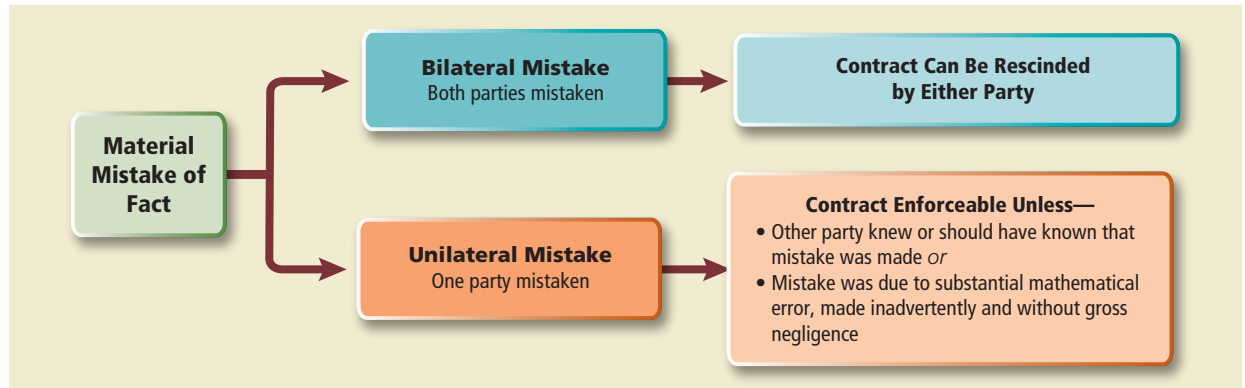 Material
Mistake of
Fact
Bilateral Mistake
Both parties mistaken
Contract Can Be Rescinded
by Either Party
Unilateral Mistake
One party mistaken
Contract Enforceable Unless—
• Other party knew or should have known that
mistake was made or
• Mistake was due to substantial mathematical
error, made inadvertently and without gross
negligence